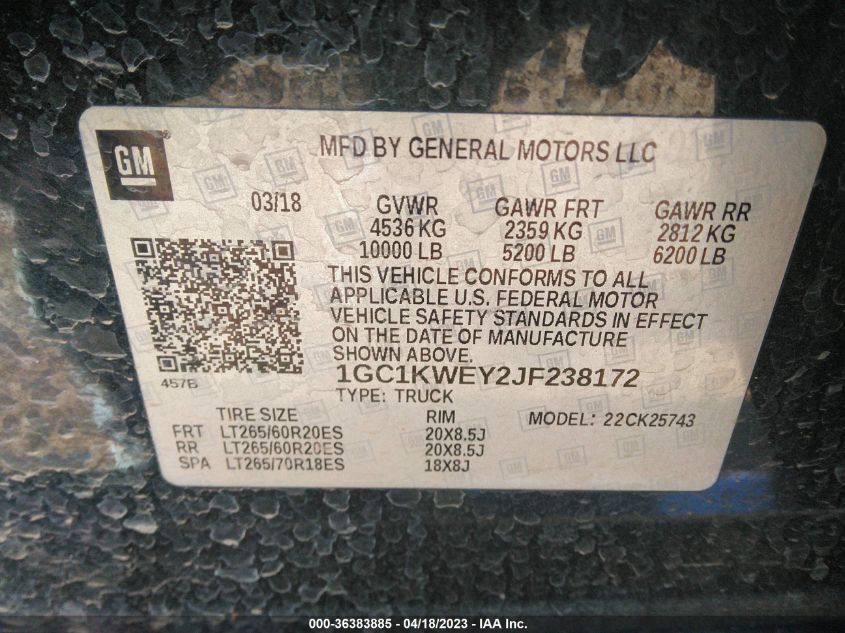 GM
MFD BY GENERAL MOTORS LLC
03/18 GVWR GAWR FRT GAWR RR
4536 KG 2359 KG 2812 KG
10000 LB 5200 LB 6200 LB
THIS VEHICLE CONFORMS TO ALL
APPLICABLE U.S. FEDERAL MOTOR
VEHICLE SAFETY STANDARDS IN EFFECT
ON THE DATE OF MANUFACTURE
SHOWN ABOVE.
457B
1GC1KWEY2JF238172
TYPE: TRUCK
TIRE SIZE RIM MODEL: 22CK25743
FRT LT265/60R20ES 20X8.5J
RR LT265/60R20ES 20X8.5J
SPA LT265/70R18ES 18X8J
000-36383885 - 04/18/2023 - IAA Inc.